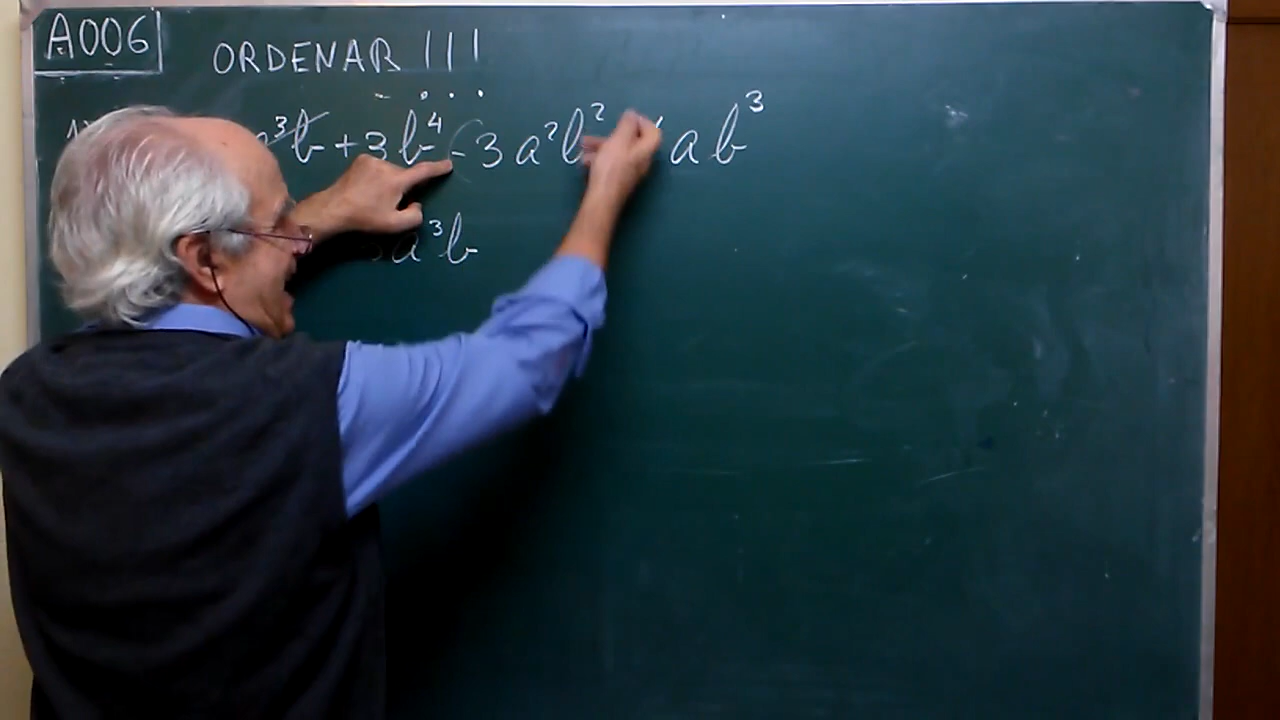 A006
ORDENAR !!!
³b + 3b⁴ - 3a²b² ab³
a³b